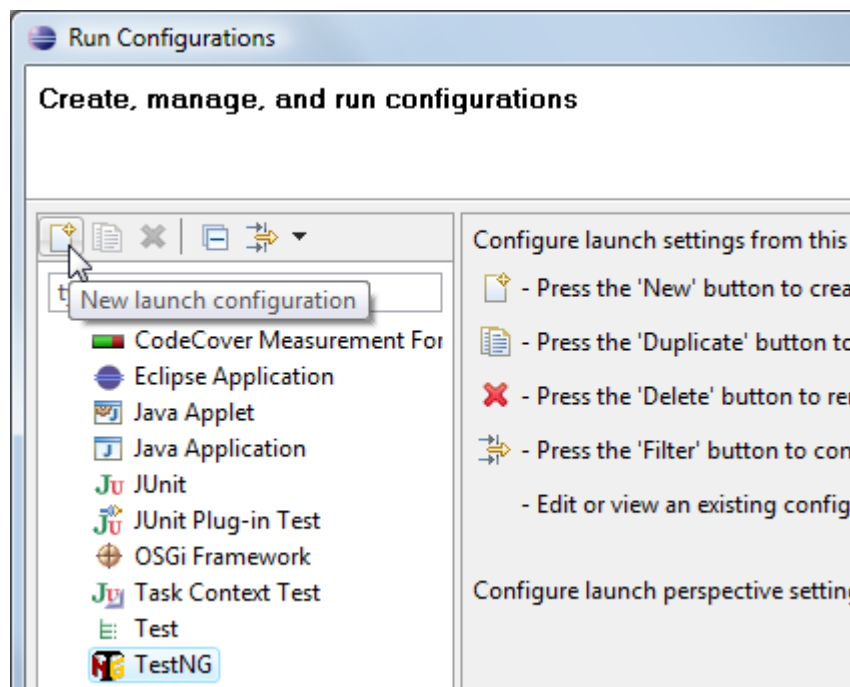 Run Configurations
Create, manage, and run configurations
New launch configuration
CodeCover Measurement For
Eclipse Application
Java Applet
Java Application
JUnit
JUnit Plug-in Test
OSGi Framework
Task Context Test
Test
TestNG
Configure launch settings from this
- Press the 'New' button to crea
- Press the 'Duplicate' button to
- Press the 'Delete' button to re
- Press the 'Filter' button to con
- Edit or view an existing config
Configure launch perspective setting